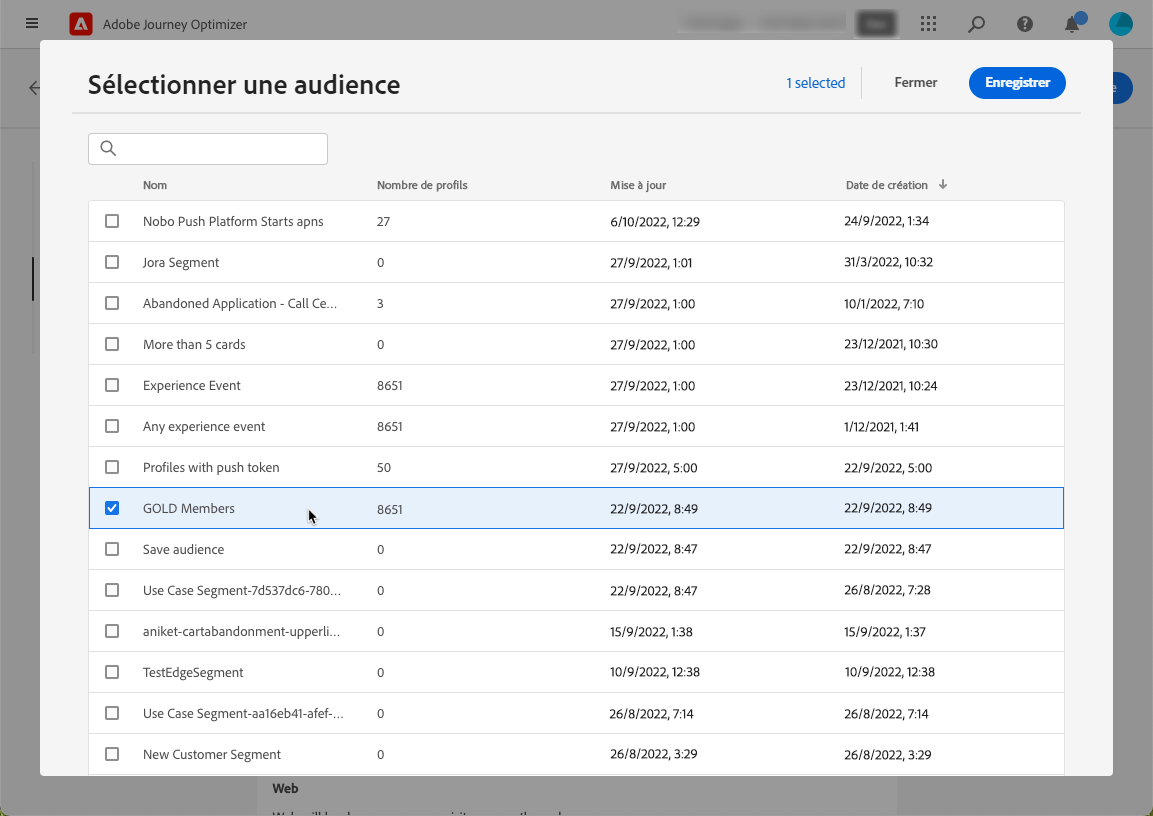 Adobe Journey Optimizer
Sélectionner une audience
1 selected
Fermer
Enregistrer
Nom Nombre de profils Mise à jour Date de création
Nobo Push Platform Starts apns 27 6/10/2022, 12:29 24/9/2022, 1:34
Jora Segment 0 27/9/2022, 1:01 31/3/2022, 10:32
Abandoned Application - Call Ce... 3 27/9/2022, 1:00 10/1/2022, 7:10
More than 5 cards 0 27/9/2022, 1:00 23/12/2021, 10:30
Experience Event 8651 27/9/2022, 1:00 23/12/2021, 10:24
Any experience event 8651 27/9/2022, 1:00 1/12/2021, 1:41
Profiles with push token 50 27/9/2022, 5:00 22/9/2022, 5:00
GOLD Members 8651 22/9/2022, 8:49 22/9/2022, 8:49
Save audience 0 22/9/2022, 8:47 22/9/2022, 8:47
Use Case Segment-7d537dc6-780... 0 22/9/2022, 8:47 26/8/2022, 7:28
aniket-cartabandonment-upperli... 0 15/9/2022, 1:38 15/9/2022, 1:37
TestEdgeSegment 0 10/9/2022, 12:38 10/9/2022, 12:38
Use Case Segment-aa16eb41-afef-... 0 26/8/2022, 7:14 26/8/2022, 7:14
New Customer Segment 0 26/8/2022, 3:29 26/8/2022, 3:29
Web